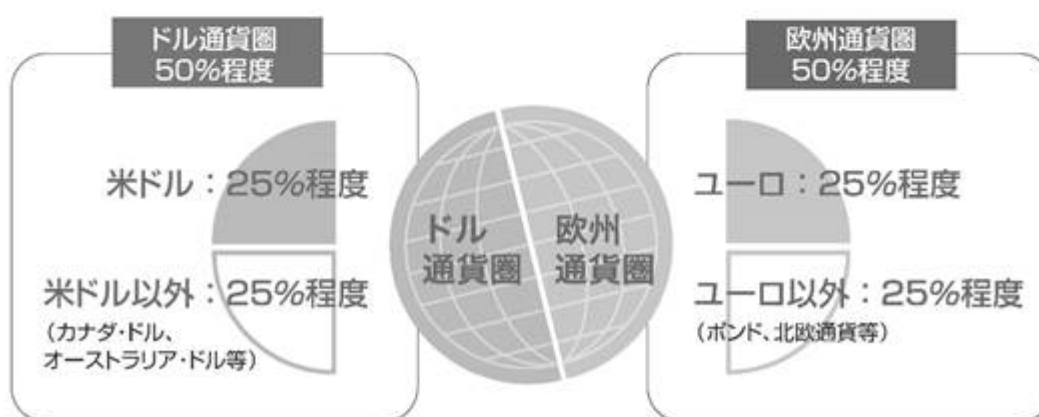 ドル通貨圏
50%程度
米ドル：25%程度
米ドル以外：25%程度
（カナダ・ドル、
オーストラリア・ドル等）
ドル
通貨圏
欧州
通貨圏
欧州通貨圏
50%程度
ユーロ：25%程度
ユーロ以外：25%程度
（ポンド、北欧通貨等）